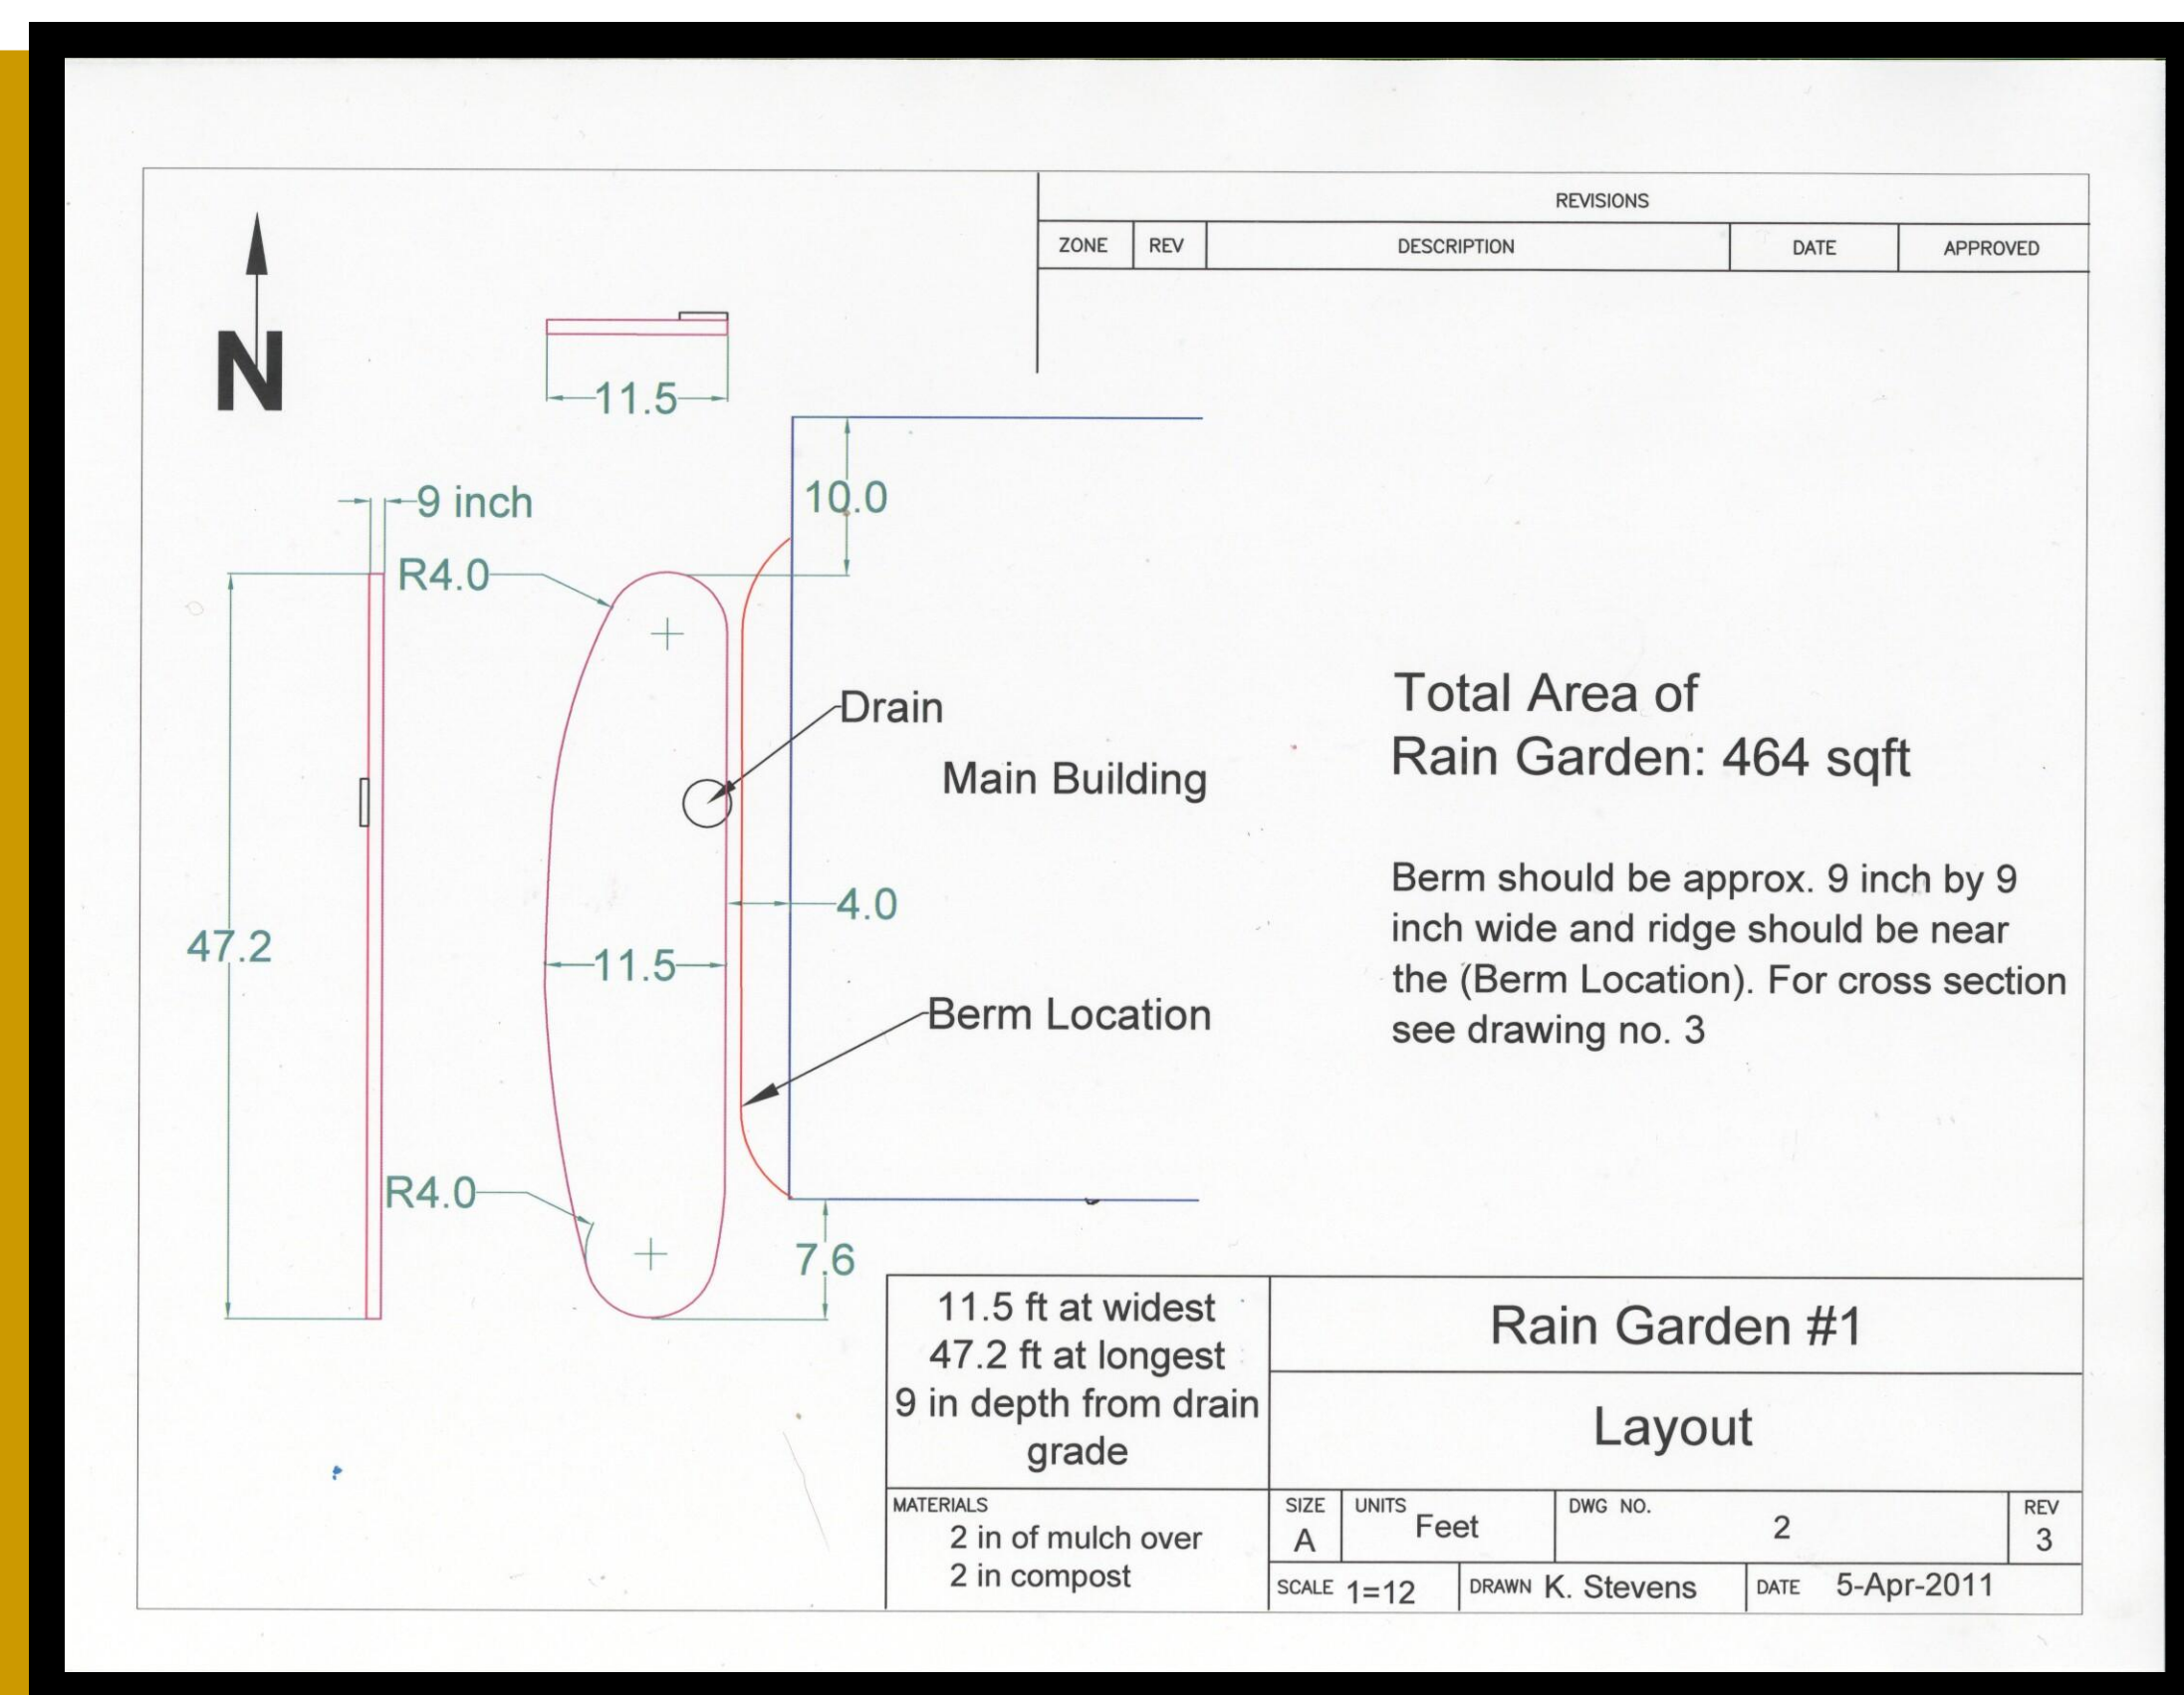 REVISIONS
ZONE REV DESCRIPTION DATE APPROVED
N
11.5
10.0
9 inch
R4.0
Drain
Main Building
4.0
47.2
11.5
Berm Location
R4.0
7.6
Total Area of
Rain Garden: 464 sqft
Berm should be approx. 9 inch by 9
inch wide and ridge should be near
the (Berm Location). For cross section
see drawing no. 3
11.5 ft at widest
47.2 ft at longest
9 in depth from drain
grade
MATERIALS
2 in of mulch over
2 in compost
Rain Garden #1
Layout
SIZE
A
UNITS
Feet
DWG NO.
2
REV
3
SCALE 1=12
DRAWN K. Stevens
DATE 5-Apr-2011